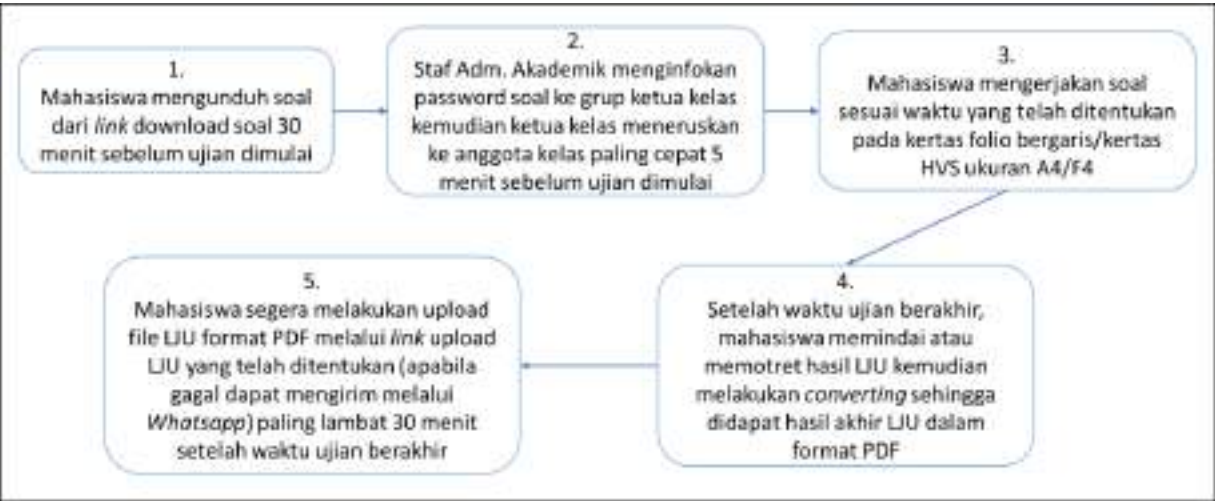 1.
Mahasiswa mengunduh soal
dari link download soal 30
menit sebelum ujian dimulai
2.
Staf Adm. Akademik menginfokan
password soal ke grup ketua kelas
kemudian ketua kelas meneruskan
ke anggota kelas paling cepat 5
menit sebelum ujian dimulai
3.
Mahasiswa mengerjakan soal
sesuai waktu yang telah ditentukan
pada kertas folio bergaris/kertas
HVS ukuran A4/F4
4.
Setelah waktu ujian berakhir,
mahasiswa memindai atau
memotret hasil LJU kemudian
melakukan converting sehingga
didapat hasil akhir LJU dalam
format PDF
5.
Mahasiswa segera melakukan upload
file LJU format PDF melalui link upload
LJU yang telah ditentukan (apabila
gagal dapat mengirim melalui
Whatsapp) paling lambat 30 menit
setelah waktu ujian berakhir